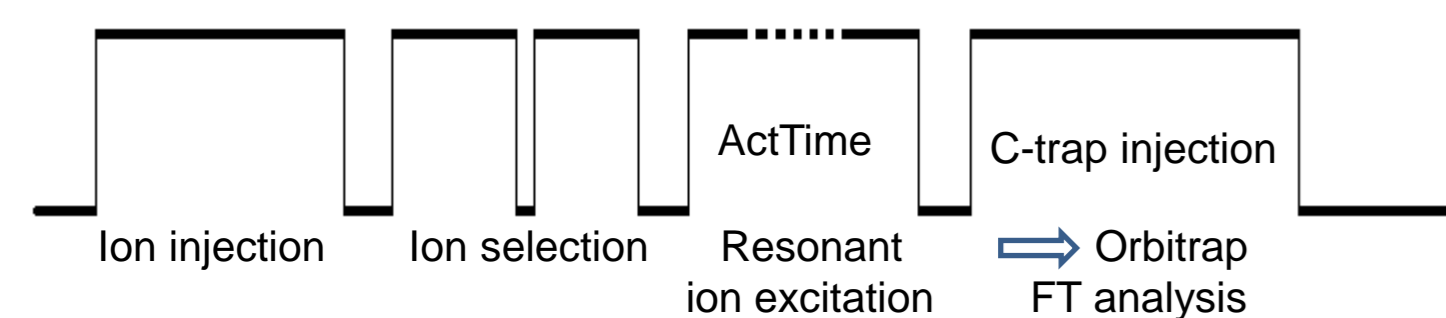 ActTime
C-trap injection
Ion injection
Ion selection
Resonant
ion excitation
Orbitrap
FT analysis